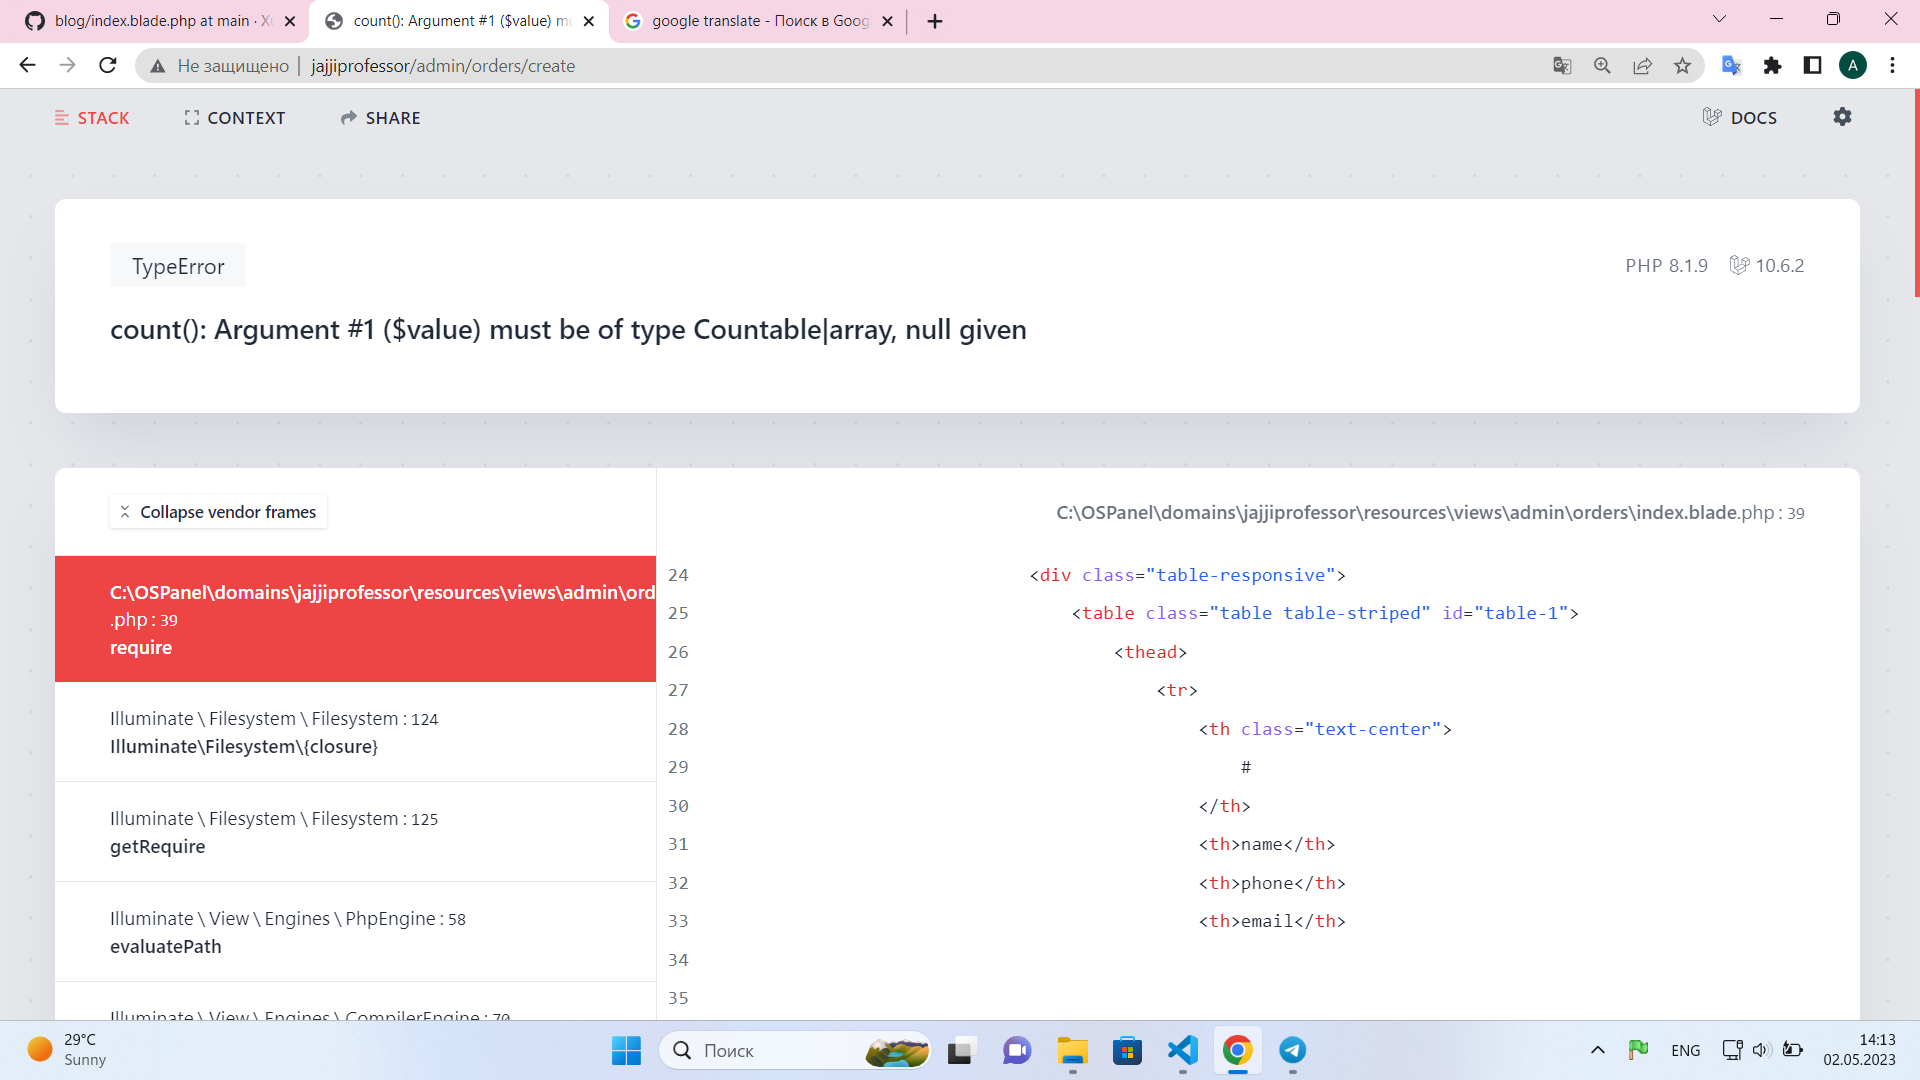 blog/index.blade.php at main · Xu
count(): Argument #1 ($value) mu
google translate - Поиск в Goog
Не защищено | jajjiprofessor/admin/orders/create
A
STACK
CONTEXT
SHARE
DOCS
TypeError
PHP 8.1.9
10.6.2
count(): Argument #1 ($value) must be of type Countable|array, null given
Collapse vendor frames
C:\OSPanel\domains\jajjiprofessor\resources\views\admin\orders\index.blade.php : 39
C:\OSPanel\domains\jajjiprofessor\resources\views\admin\ord
.php : 39
require
Illuminate \ Filesystem \ Filesystem : 124
Illuminate\Filesystem\{closure}
Illuminate \ Filesystem \ Filesystem : 125
getRequire
Illuminate \ View \ Engines \ PhpEngine : 58
evaluatePath
Illuminate \ View \ Engines \ CompilerEngine : 70
24 <div class="table-responsive">
25 <table class="table table-striped" id="table-1">
26 <thead>
27 <tr>
28 <th class="text-center">
29 #
30 </th>
31 <th>name</th>
32 <th>phone</th>
33 <th>email</th>
34
35
29°C
Sunny
Поиск
ENG
14:13
02.05.2023